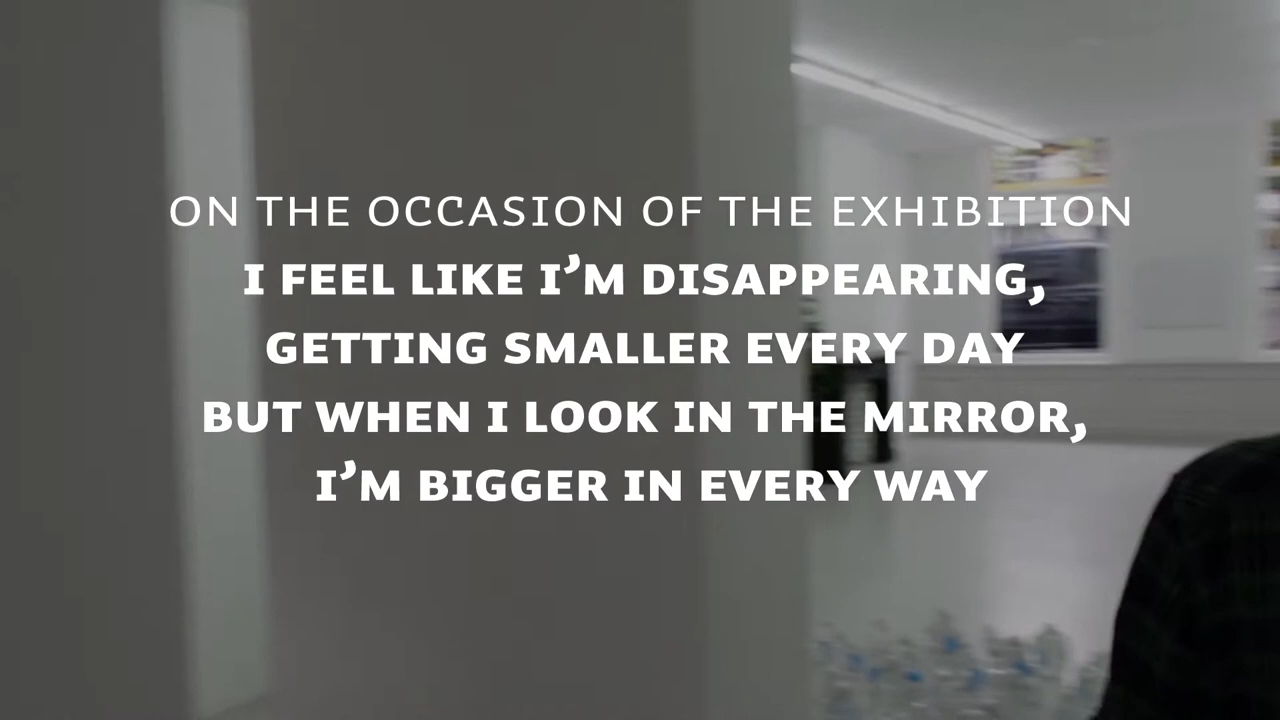 ON THE OCCASION OF THE EXHIBITION
I FEEL LIKE I’M DISAPPEARING,
GETTING SMALLER EVERY DAY
BUT WHEN I LOOK IN THE MIRROR,
I’M BIGGER IN EVERY WAY